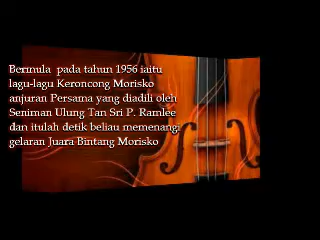 Bermula pada tahun 1956 iaitu
lagu-lagu Keroncong Morisko
anjuran Persama yang diadili oleh
Seniman Ulung Tan Sri P. Ramlee
dan itulah detik beliau memenangi
gelaran Juara Bintang Morisko